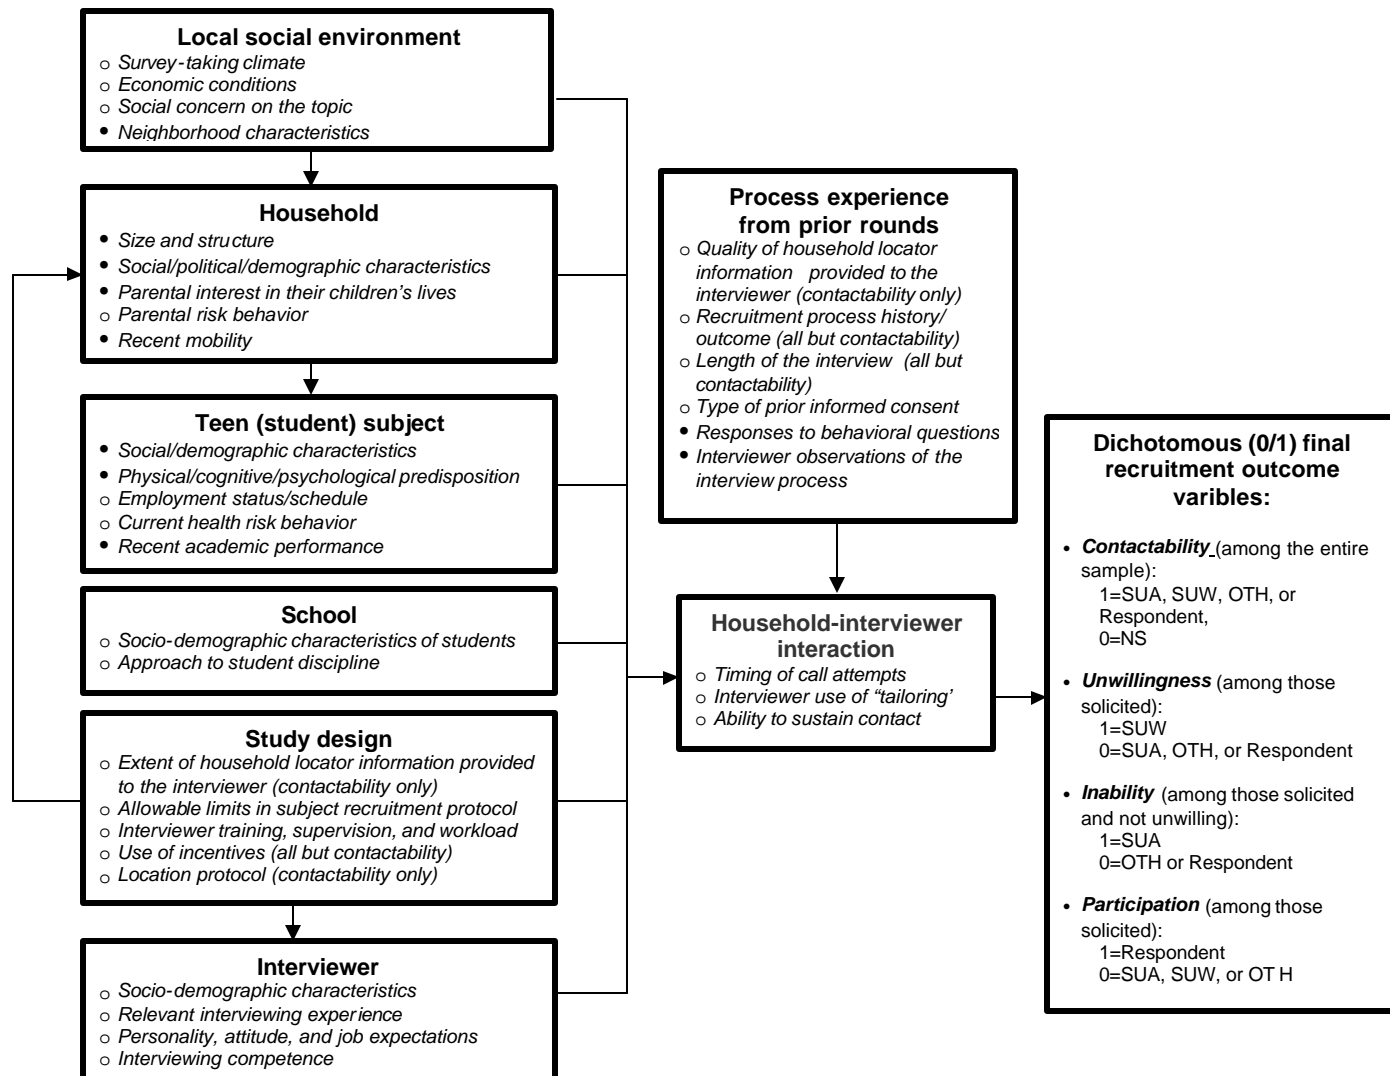 Local social environment
o Survey-taking climate
o Economic conditions
o Social concern on the topic
• Neighborhood characteristics
Household
• Size and structure
• Social/political/demographic characteristics
• Parental interest in their children's lives
o Parental risk behavior
• Recent mobility
Teen (student) subject
• Social/demographic characteristics
• Physical/cognitive/psychological predisposition
o Employment status/schedule
o Current health risk behavior
• Recent academic performance
School
o Socio-demographic characteristics of students
o Approach to student discipline
Study design
o Extent of household locator information provided
to the interviewer (contactability only)
o Allowable limits in subject recruitment protocol
o Interviewer training, supervision, and workload
o Use of incentives (all but contactability)
o Location protocol (contactability only)
Interviewer
o Socio-demographic characteristics
o Relevant interviewing experience
o Personality, attitude, and job expectations
o Interviewing competence
Process experience
from prior rounds
o Quality of household locator
information provided to the
interviewer (contactability only)
o Recruitment process history/
outcome (all but contactability)
o Length of the interview (all but
contactability)
o Type of prior informed consent
• Responses to behavioral questions
• Interviewer observations of the
interview process
Household-interviewer
interaction
o Timing of call attempts
o Interviewer use of “tailoring’
o Ability to sustain contact
Dichotomous (0/1) final
recruitment outcome
varibles:
• Contactability (among the entire
sample):
1=SUA, SUW, OTH, or
Respondent,
0=NS
• Unwillingness (among those
solicited):
1=SUW
0=SUA, OTH, or Respondent
• Inability (among those solicited
and not unwilling):
1=SUA
0=OTH or Respondent
• Participation (among those
solicited):
1=Respondent
0=SUA, SUW, or OT H